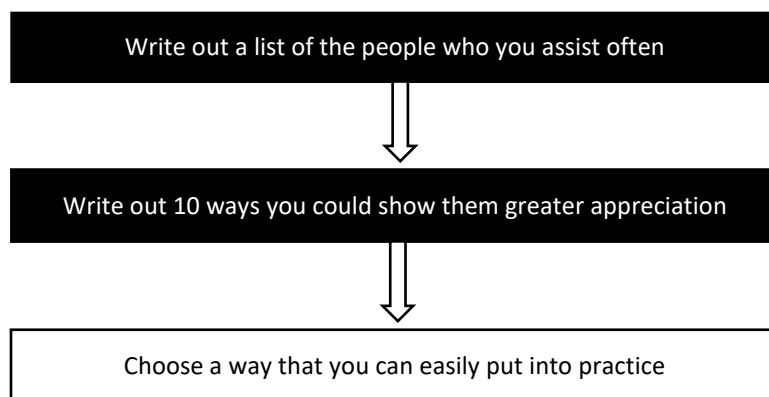 Write out a list of the people who you assist often
Write out 10 ways you could show them greater appreciation
Choose a way that you can easily put into practice